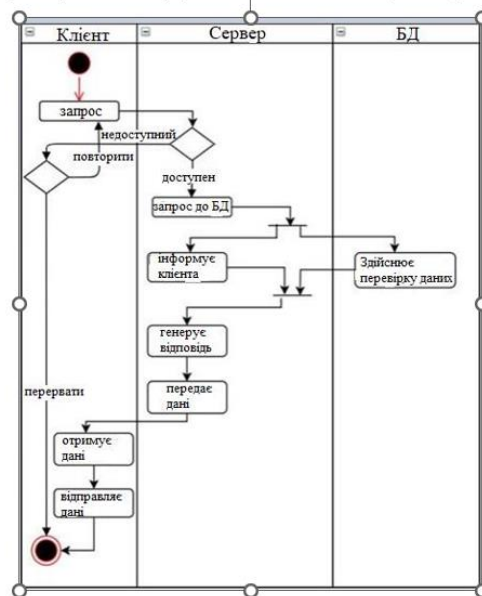 Клієнт
Сервер
БД
запрос
недоступний
повторити
доступен
запрос до БД
інформує
клієнта
Здійснює
перевірку даних
генерує
відповідь
перервати
передає
дані
отримує
дані
відправляє
дані